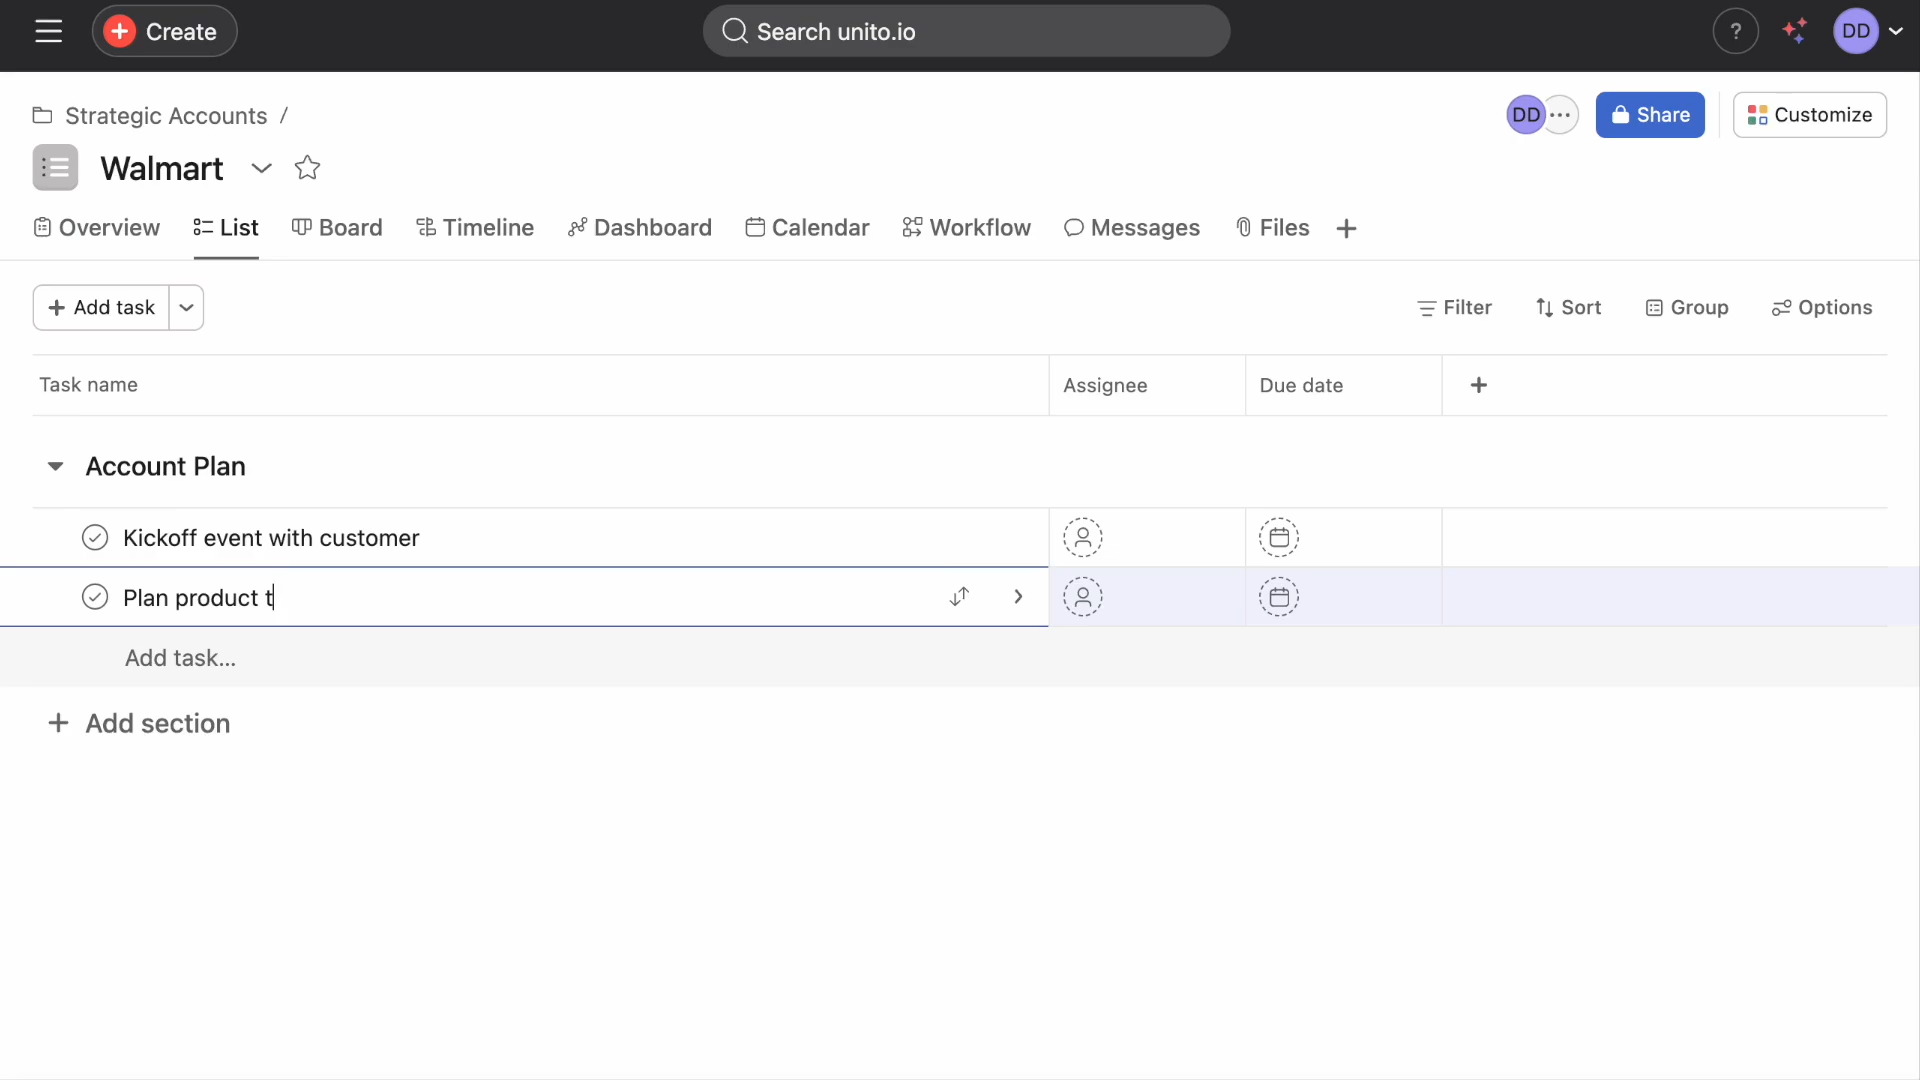 Create
Search unito.io
?
DD
Strategic Accounts /
DD
Share
Customize
Walmart
Overview
List
Board
Timeline
Dashboard
Calendar
Workflow
Messages
Files
+
+ Add task
Filter
Sort
Group
Options
Task name
Assignee
Due date
+
Account Plan
Kickoff event with customer
Plan product t
Add task...
+ Add section